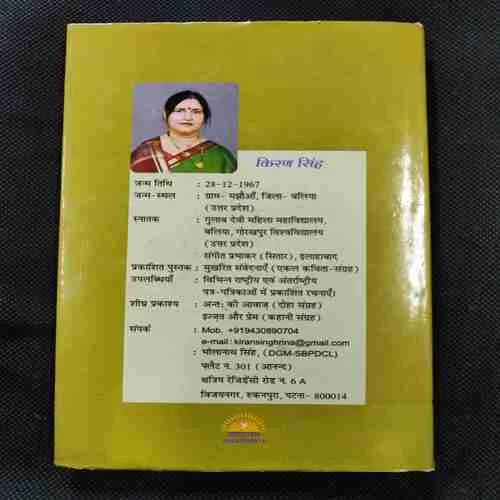 किरण सिंह
जन्म तिथि : 28-12-1967
जन्म-स्थल : ग्राम- मझौआँ, जिला- बलिया
(उत्तर प्रदेश)
स्नातक : गुलाब देवी महिला महाविद्यालय,
बलिया, गोरखपुर विश्वविद्यालय
(उत्तर प्रदेश)
संगीत प्रभाकर (सितार), इलाहाबाद
प्रकाशित पुस्तक : मुखरित संवेदनाएँ (एकल कविता-संग्रह)
उपलब्धियाँ : विभिन्न राष्ट्रीय एवं अंतर्राष्ट्रीय
पत्र-पत्रिकाओं में प्रकाशित रचनाएँ।
शीघ्र प्रकाश्य : अन्त: की आवाज़ (दोहा संग्रह)
इज्ज़त और प्रेम (कहानी संग्रह)
संपर्क : Mob. +919430890704
e-mail : kiransinghrina@gmail.com
: भोलानाथ सिंह, (DGM-SBPDCL)
फ्लैट न. 301 (आनन्द)
क्षत्रिय रेजिडेंसी रोड न. 6 A
विजयनगर, रुकनपुरा, पटना- 800014